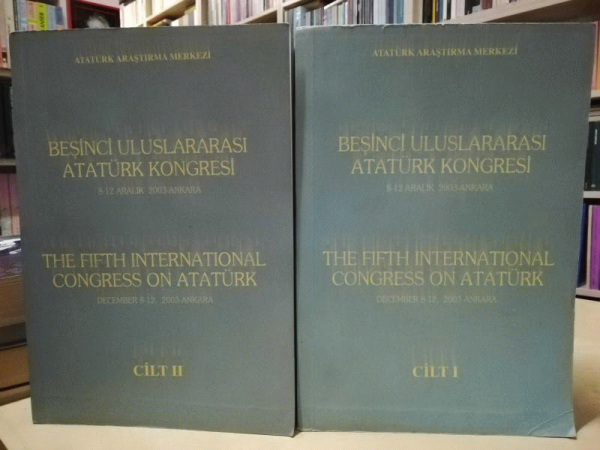 ATATÜRK ARAŞTIRMA MERKEZİ
BEŞİNCİ ULUSLARARASI
ATATÜRK KONGRESİ
8-12 ARALIK 2003-ANKARA
THE FIFTH INTERNATIONAL
CONGRESS ON ATATÜRK
DECEMBER 8-12, 2003-ANKARA
CİLT II
ATATÜRK ARAŞTIRMA MERKEZİ
BEŞİNCİ ULUSLARARASI
ATATÜRK KONGRESİ
8-12 ARALIK 2003-ANKARA
THE FIFTH INTERNATIONAL
CONGRESS ON ATATÜRK
DECEMBER 8-12, 2003-ANKARA
CİLT I